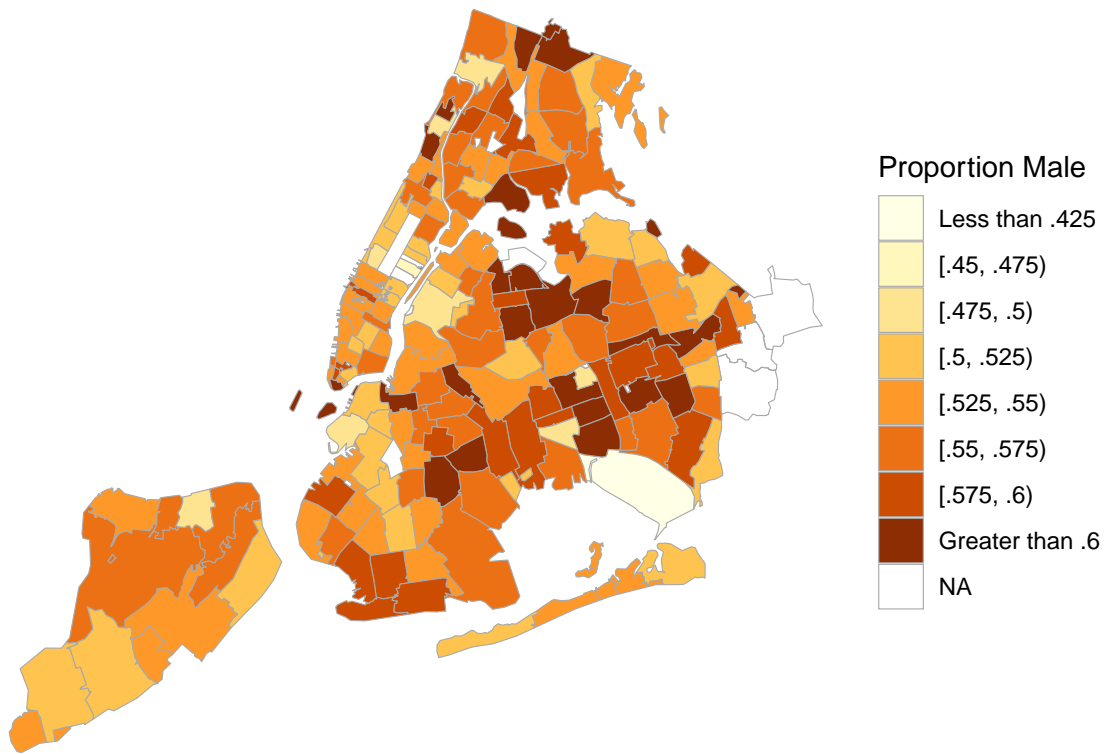 Proportion Male
Less than .425
[.45, .475)
[.475, .5)
[.5, .525)
[.525, .55)
[.55, .575)
[.575, .6)
Greater than .6
NA